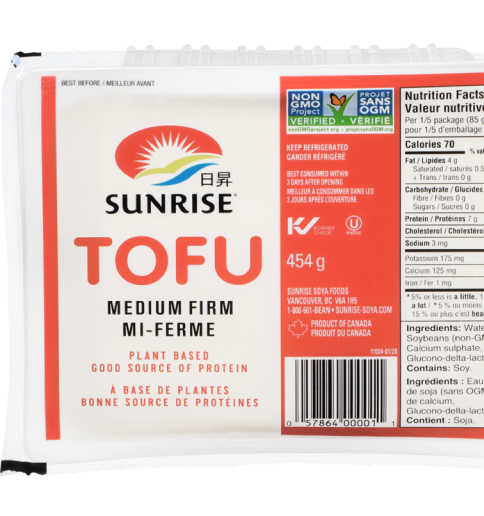 BEST BEFORE / MEILLEUR AVANT
日昇
SUNRISE
TOFU
MEDIUM FIRM
MI-FERME
PLANT BASED
GOOD SOURCE OF PROTEIN
À BASE DE PLANTES
BONNE SOURCE DE PROTÉINES
NON
GMO
Project
VERIFIED
nonGMOproject.org
PROJET
SANS
OGM
VÉRIFIÉ
projetsansOGM.org
KEEP REFRIGERATED
GARDER RÉFRIGÉRÉ
BEST CONSUMED WITHIN
3 DAYS AFTER OPENING
MEILLEUR À CONSOMMER DANS LES
3 JOURS APRÈS L'OUVERTURE
KOSHER
CHECK
U
PARVE
454 g
SUNRISE SOYA FOODS
VANCOUVER, BC V6A 1H5
1-800-661-BEAN • SUNRISE-SOYA.COM
PRODUCT OF CANADA
PRODUIT DU CANADA
11004-01/20
0 57864 00001 1
Nutrition Facts
Valeur nutritive
Per 1/5 package (85 g
pour 1/5 d'emballage
Calories 70
% val
Fat / Lipides 4 g
Saturated / saturés 0.5
+ Trans / trans 0 g
Carbohydrate / Glucides
Fibre / Fibres 0 g
Sugars / Sucres 0 g
Protein / Protéines 7 g
Cholesterol / Cholestérol
Sodium 3 mg
Potassium 175 mg
Calcium 125 mg
Iron / Fer 1 mg
*5% or less is a little, 1
a lot / *5 % ou moins
15 % ou plus c'est bea
Ingredients: Wate
Soybeans (non-GM
Calcium sulphate,
Glucono-delta-lact
Contains: Soy.
Ingrédients : Eau
de soja (sans OGM
de calcium,
Glucono-delta-lact
Contient : Soja.